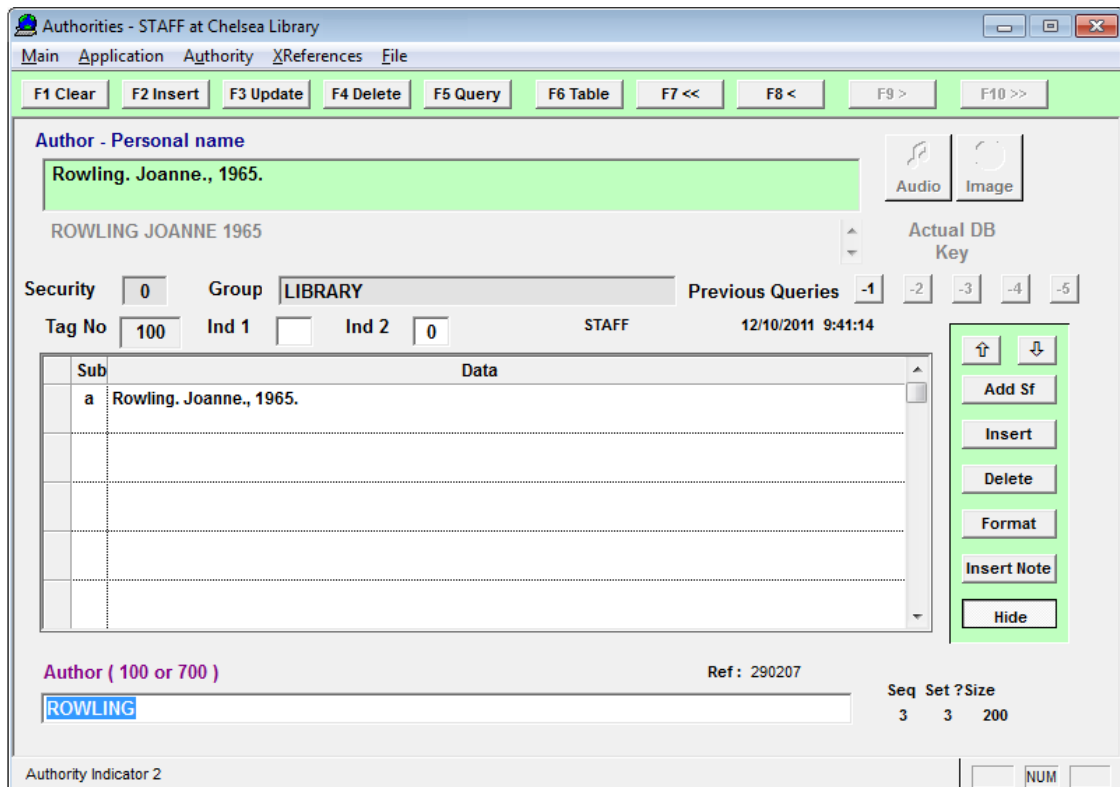 Authorities - STAFF at Chelsea Library
Main Application Authority XReferences File
F1 Clear F2 Insert F3 Update F4 Delete F5 Query F6 Table F7 << F8 < F9 > F10 >>
Author - Personal name
Rowling. Joanne., 1965.
Audio Image
ROWLING JOANNE 1965
Actual DB
Key
Security 0 Group LIBRARY Previous Queries -1 -2 -3 -4 -5
Tag No 100 Ind 1 Ind 2 0 STAFF 12/10/2011 9:41:14
Sub Data
a Rowling. Joanne., 1965.
Add Sf
Insert
Delete
Format
Insert Note
Hide
Author ( 100 or 700 ) Ref : 290207
ROWLING
Seq Set ?Size
3 3 200
Authority Indicator 2 NUM